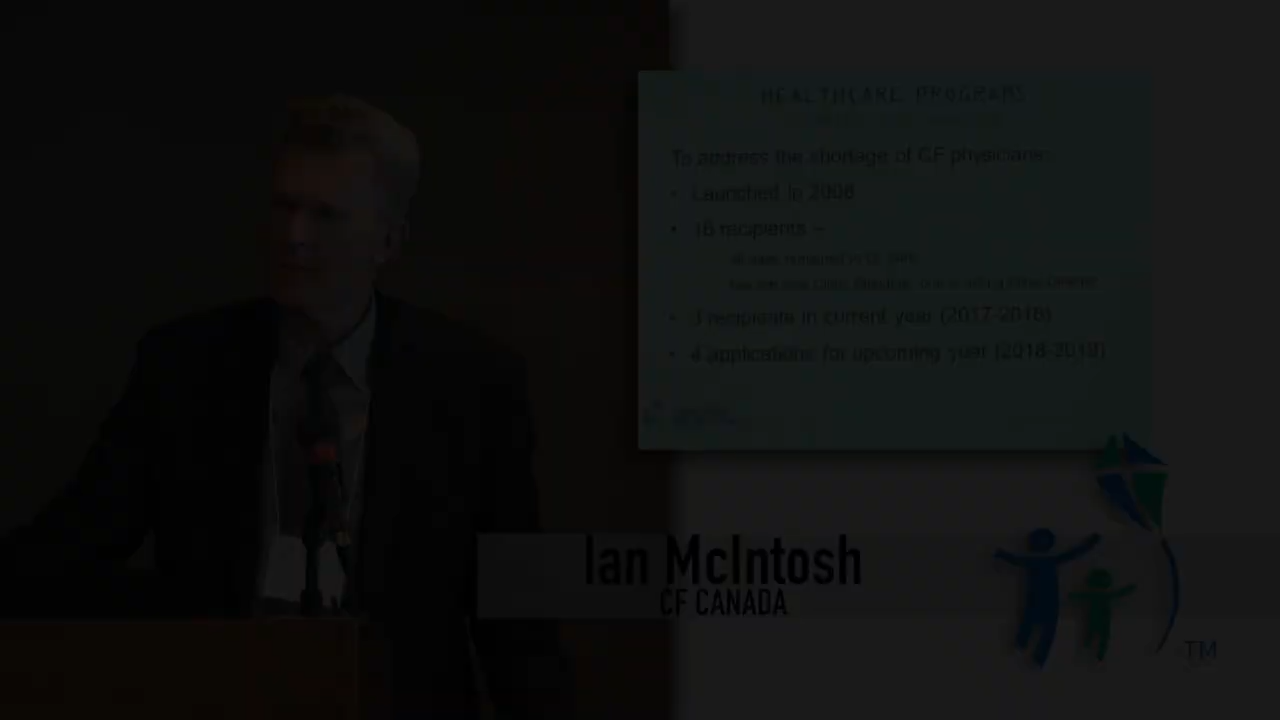 HEALTHCARE PROGRAMS
To address the shortage of CF physicians:
• Launched in 2008
• 16 recipients –
• 3 recipients in current year (2017-2018)
• 4 applications for upcoming year (2018-2019)
Ian McIntosh
CF CANADA
TM